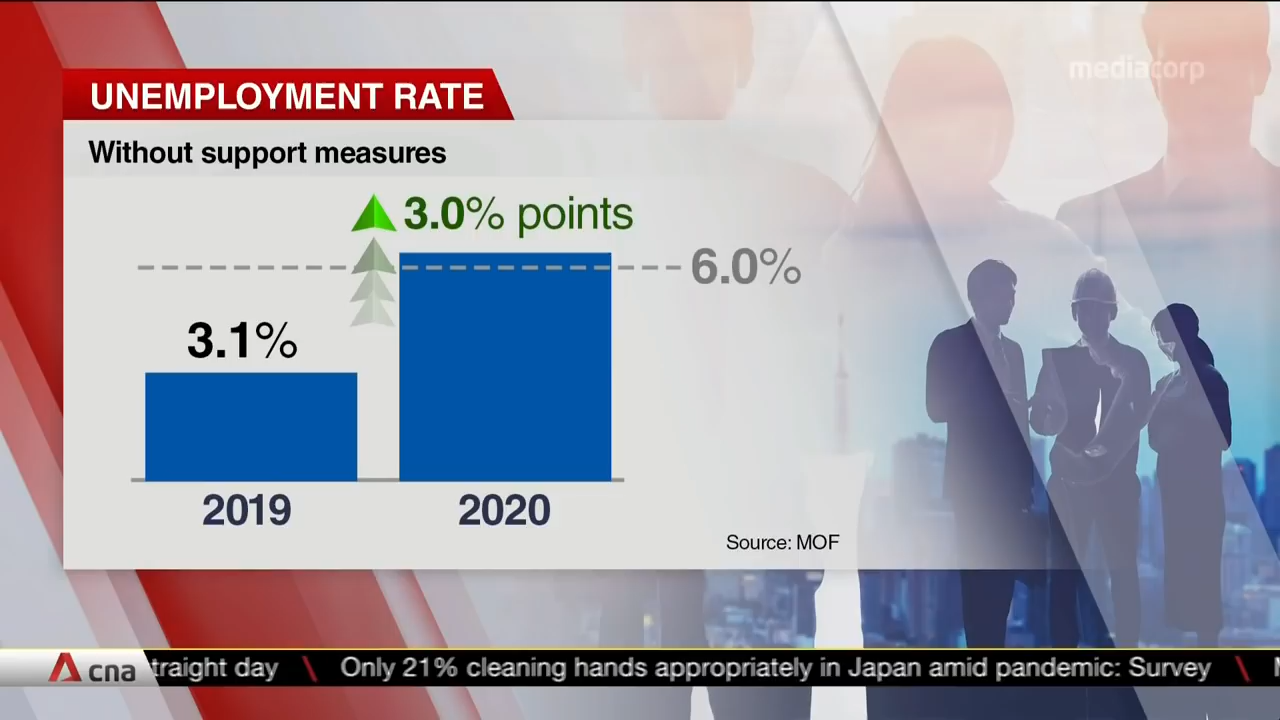 mediacorp
UNEMPLOYMENT RATE
Without support measures
3.0% points
6.0%
3.1%
2019
2020
Source: MOF
cna
traight day \ Only 21% cleaning hands appropriately in Japan amid pandemic: Survey \